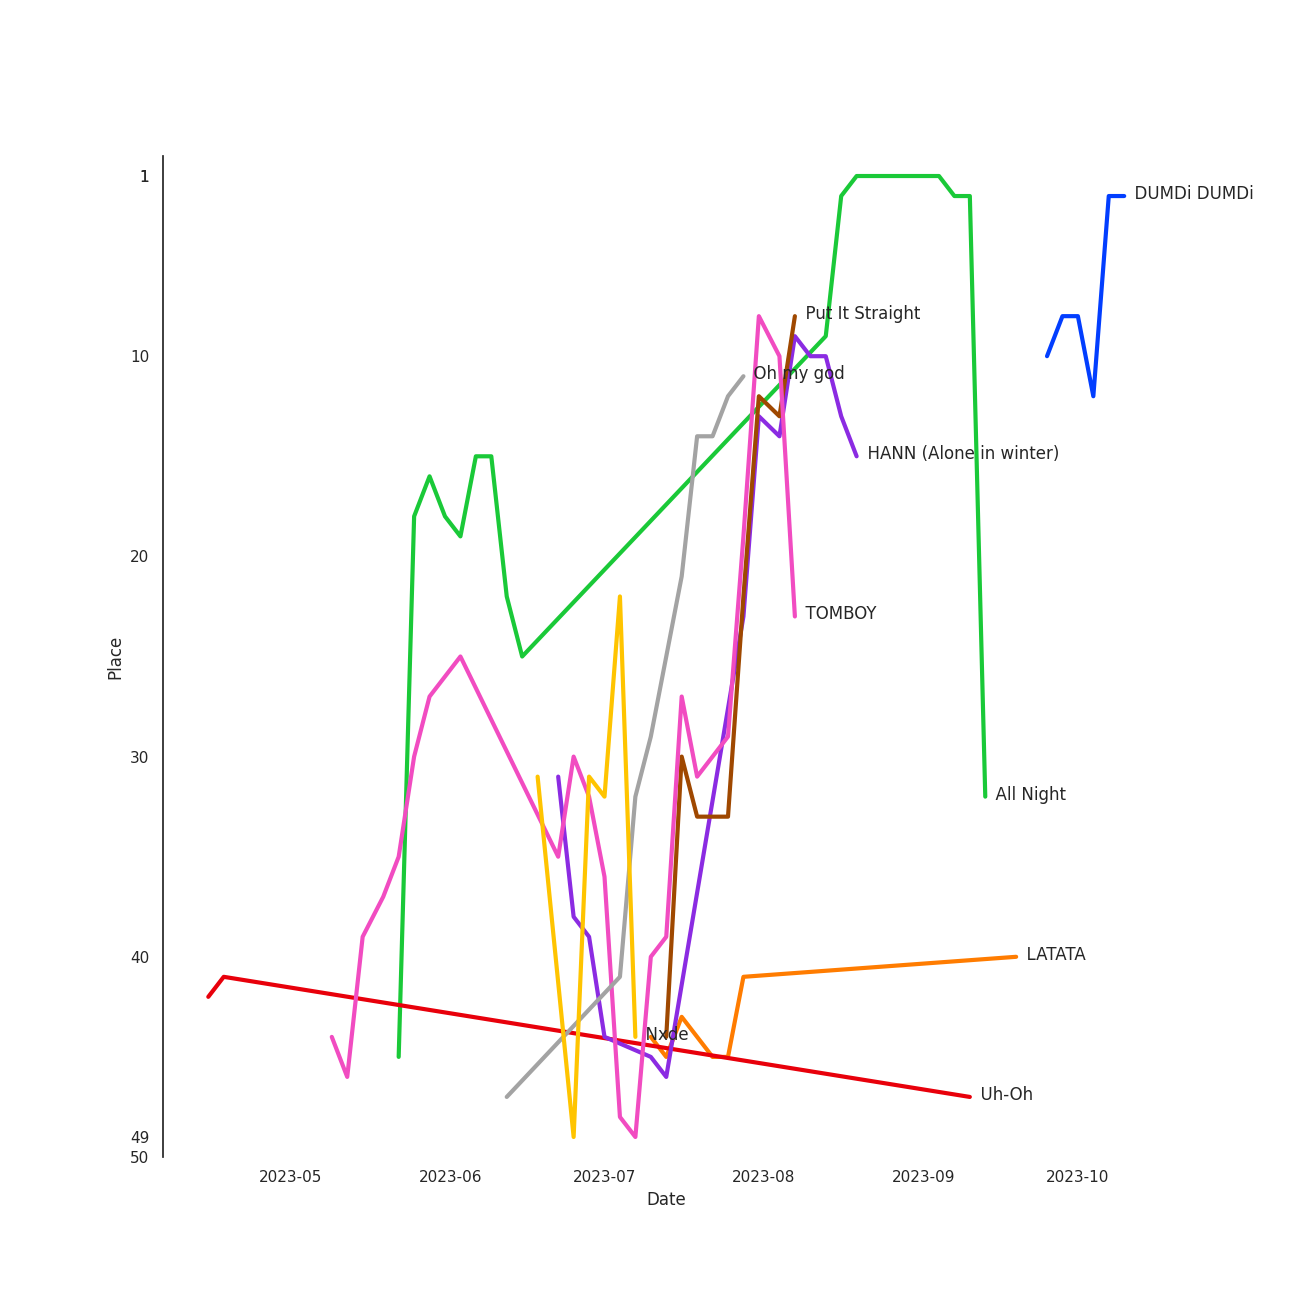 1
DUMDi DUMDi
Put It Straight
10
Oh my god
HANN (Alone in winter)
20
TOMBOY
Place
30
All Night
40
LATATA
Nxde
Uh-Oh
49
50
2023-05 2023-06 2023-07 2023-08 2023-09 2023-10
Date